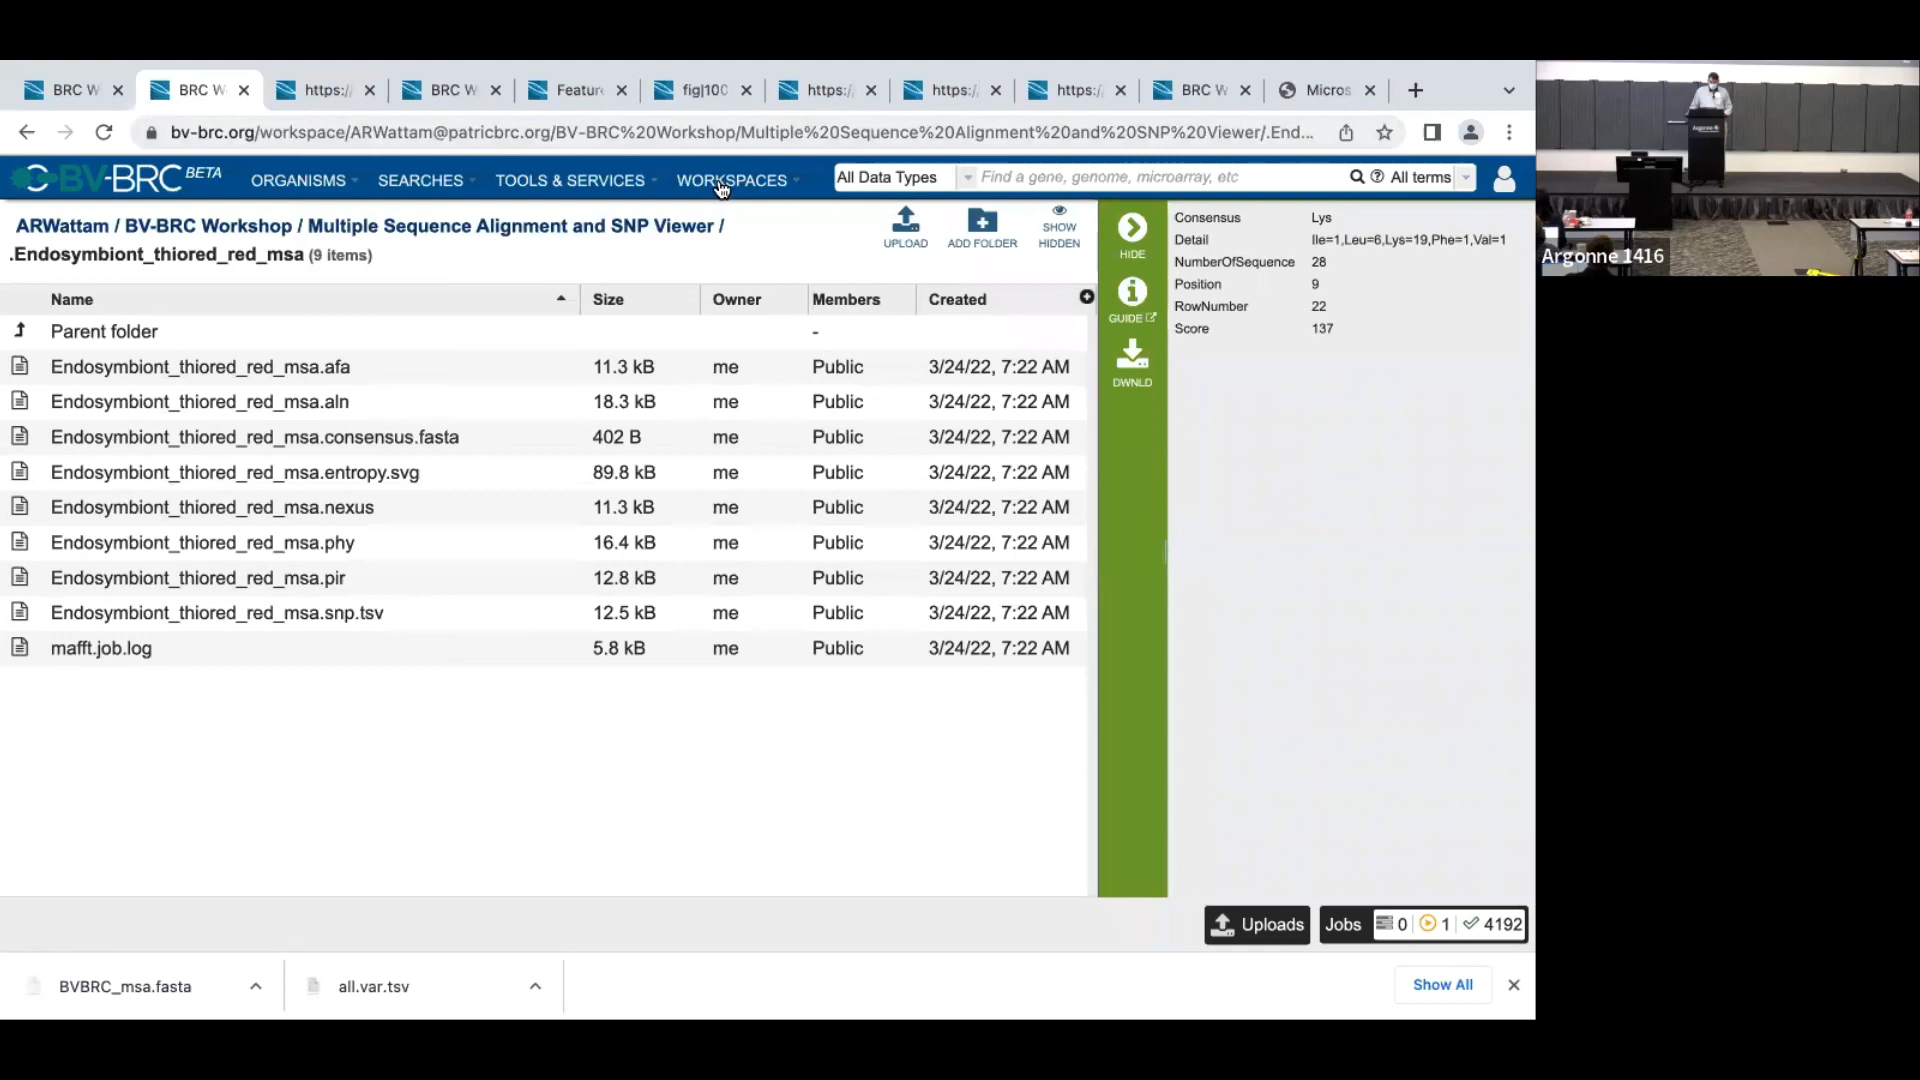 BRC W
BRC W
https:/
BRC W
Feature
fig|100
https:/
https:/
https:/
BRC W
Micros
bv-brc.org/workspace/ARWattam@patricbrc.org/BV-BRC%20Workshop/Multiple%20Sequence%20Alignment%20and%20SNP%20Viewer/.End...
BV-BRC BETA
ORGANISMS
SEARCHES
TOOLS & SERVICES
WORKSPACES
All Data Types
Find a gene, genome, microarray, etc
All terms
ARWattam / BV-BRC Workshop / Multiple Sequence Alignment and SNP Viewer /
.Endosymbiont_thiored_red_msa (9 items)
UPLOAD
ADD FOLDER
SHOW
HIDDEN
Name Size Owner Members Created
Parent folder -
Endosymbiont_thiored_red_msa.afa 11.3 kB me Public 3/24/22, 7:22 AM
Endosymbiont_thiored_red_msa.aln 18.3 kB me Public 3/24/22, 7:22 AM
Endosymbiont_thiored_red_msa.consensus.fasta 402 B me Public 3/24/22, 7:22 AM
Endosymbiont_thiored_red_msa.entropy.svg 89.8 kB me Public 3/24/22, 7:22 AM
Endosymbiont_thiored_red_msa.nexus 11.3 kB me Public 3/24/22, 7:22 AM
Endosymbiont_thiored_red_msa.phy 16.4 kB me Public 3/24/22, 7:22 AM
Endosymbiont_thiored_red_msa.pir 12.8 kB me Public 3/24/22, 7:22 AM
Endosymbiont_thiored_red_msa.snp.tsv 12.5 kB me Public 3/24/22, 7:22 AM
mafft.job.log 5.8 kB me Public 3/24/22, 7:22 AM
HIDE
GUIDE
DWNLD
Consensus Lys
Detail Ile=1,Leu=6,Lys=19,Phe=1,Val=1
NumberOfSequence 28
Position 9
RowNumber 22
Score 137
Argonne
Argonne 1416
Uploads
Jobs 0 1 4192
BVBRC_msa.fasta
all.var.tsv
Show All